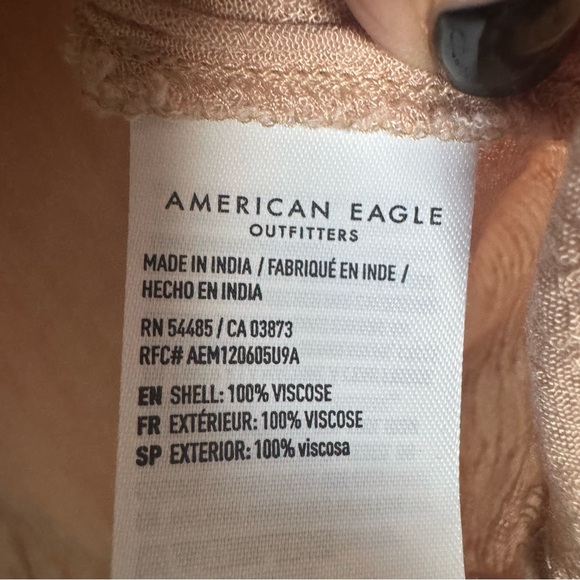 AMERICAN EAGLE
OUTFITTERS
MADE IN INDIA / FABRIQUÉ EN INDE /
HECHO EN INDIA
RN 54485 / CA 03873
RFC# AEM120605U9A
EN SHELL: 100% VISCOSE
FR EXTÉRIEUR: 100% VISCOSE
SP EXTERIOR: 100% viscosa